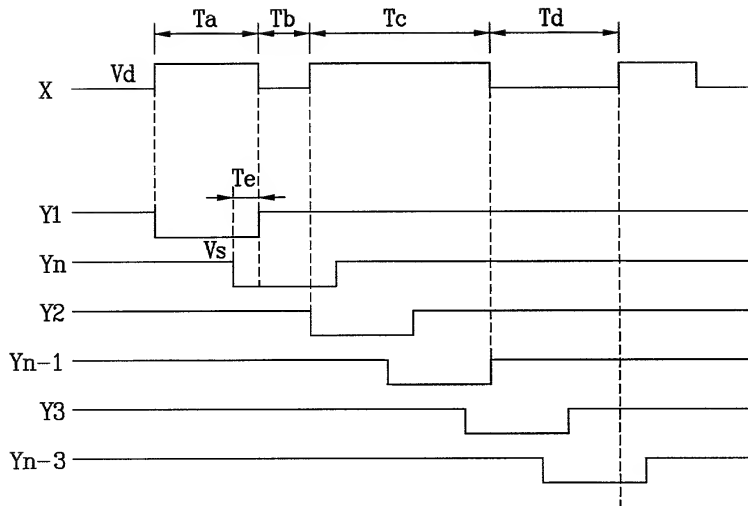 Ta Tb Tc Td
Vd
X
Te
Y1
Vs
Yn
Y2
Yn-1
Y3
Yn-3